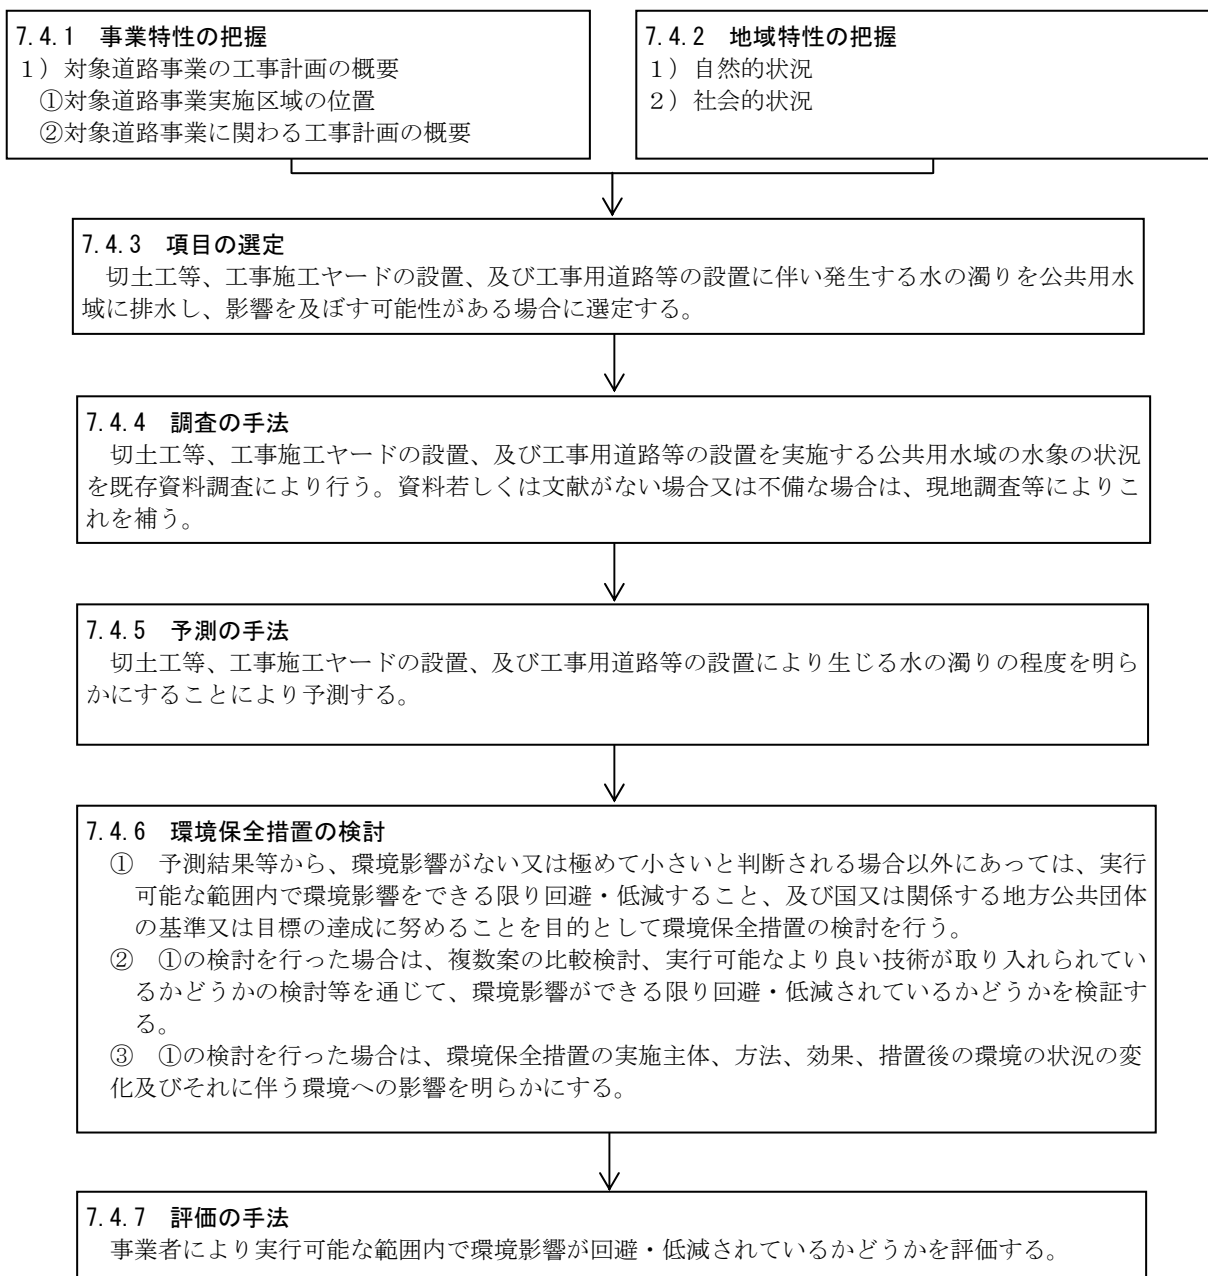 7.4.1 事業特性の把握
1）対象道路事業の工事計画の概要
①対象道路事業実施区域の位置
②対象道路事業に関わる工事計画の概要
7.4.2 地域特性の把握
1）自然的状況
2）社会的状況
7.4.3 項目の選定
切土工等、工事施工ヤードの設置、及び工事用道路等の設置に伴い発生する水の濁りを公共用水
域に排水し、影響を及ぼす可能性がある場合に選定する。
7.4.4 調査の手法
切土工等、工事施工ヤードの設置、及び工事用道路等の設置を実施する公共用水域の水象の状況
を既存資料調査により行う。資料若しくは文献がない場合又は不備な場合は、現地調査等によりこ
れを補う。
7.4.5 予測の手法
切土工等、工事施工ヤードの設置、及び工事用道路等の設置により生じる水の濁りの程度を明ら
かにすることにより予測する。
7.4.6 環境保全措置の検討
① 予測結果等から、環境影響がない又は極めて小さいと判断される場合以外にあっては、実行
可能な範囲内で環境影響をできる限り回避・低減すること、及び国又は関係する地方公共団体
の基準又は目標の達成に努めることを目的として環境保全措置の検討を行う。
② ①の検討を行った場合は、複数案の比較検討、実行可能なより良い技術が取り入れられてい
るかどうかの検討等を通じて、環境影響ができる限り回避・低減されているかどうかを検証す
る。
③ ①の検討を行った場合は、環境保全措置の実施主体、方法、効果、措置後の環境の状況の変
化及びそれに伴う環境への影響を明らかにする。
7.4.7 評価の手法
事業者により実行可能な範囲内で環境影響が回避・低減されているかどうかを評価する。